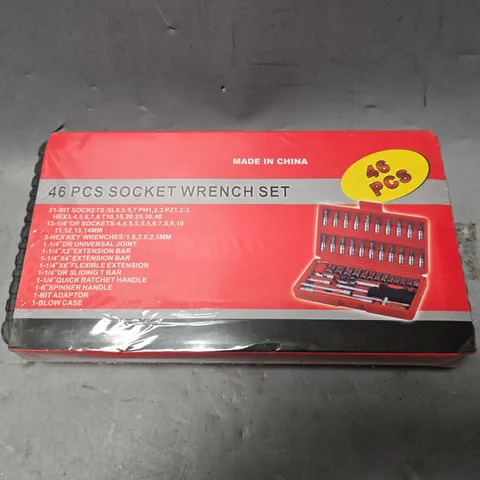 MADE IN CHINA
46 PCS
46 PCS SOCKET WRENCH SET
21-BIT SOCKETS:SL4,5.5,7 PH1,2,3 PZ1,2,3
HEX3,4,5,6,7,8 T10,15,20,25,30,40
13-1/4"DR SOCKETS:4,4.5,5,5.5,6,7,8,9,10
11,12,13,14MM
3-HEX KEY WRENCHES:1.5,2.0,2.5MM
1-1/4"DR UNIVERSAL JOINT
1-1/4"X2"EXTENSION BAR
1-1/4"X4"EXTENSION BAR
1-1/4"X6"FLEXIBLE EXTENSION
1-1/4"DR SLIDING T BAR
1-1/4"QUICK RATCHET HANDLE
1-6"SPINNER HANDLE
1-BIT ADAPTOR
1-BLOW CASE